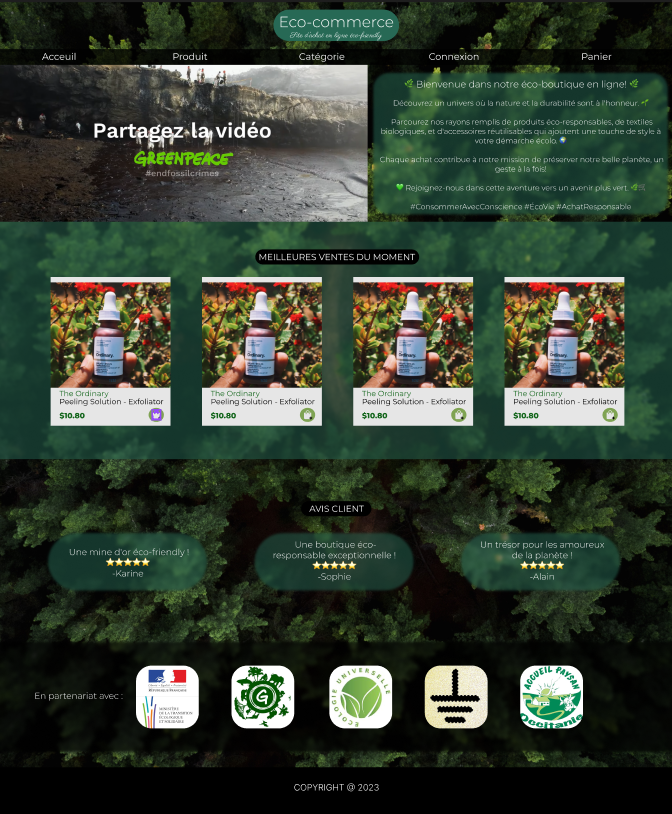 Eco-commerce
Site d'achat en ligne éco-friendly
Acceuil
Produit
Catégorie
Connexion
Panier
Partagez la vidéo
GREENPEACE
#endfossilcrimes
🌿 Bienvenue dans notre éco-boutique en ligne! 🌿
Découvrez un univers où la nature et la durabilité sont à l'honneur. 🌱
Parcourez nos rayons remplis de produits éco-responsables, de textiles
biologiques, et d'accessoires réutilisables qui ajoutent une touche de style à
votre démarche écolo. 🌍
Chaque achat contribue à notre mission de préserver notre belle planète, un
geste à la fois!
💚 Rejoignez-nous dans cette aventure vers un avenir plus vert. 🌿🛒
#ConsommerAvecConscience #EcoVie #AchatResponsable
MEILLEURES VENTES DU MOMENT
Ordinary.
Ordinary.
Ordinary.
Ordinary.
The Ordinary
Peeling Solution - Exfoliator
$10.80
The Ordinary
Peeling Solution - Exfoliator
$10.80
The Ordinary
Peeling Solution - Exfoliator
$10.80
The Ordinary
Peeling Solution - Exfoliator
$10.80
AVIS CLIENT
Une mine d'or éco-friendly !
⭐⭐⭐⭐⭐
-Karine
Une boutique éco-
responsable exceptionnelle !
⭐⭐⭐⭐⭐
-Sophie
Un trésor pour les amoureux
de la planète !
⭐⭐⭐⭐⭐
-Alain
En partenariat avec :
RÉPUBLIQUE FRANÇAISE
MINISTÈRE
DE LA TRANSITION
ÉCOLOGIQUE
ET SOLIDAIRE
G
ECOLOGIE UNIVERSELLE
ACCUEIL PAYSAN
Occitanie
COPYRIGHT @ 2023